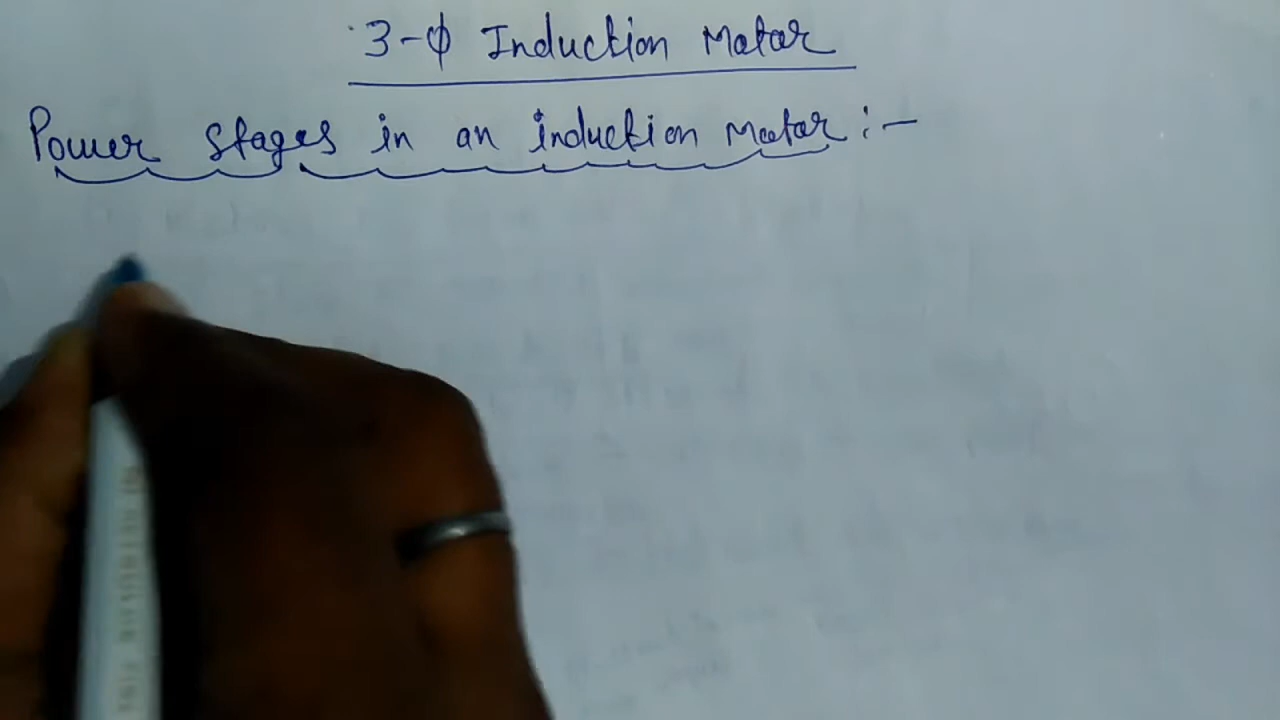 3-φ Induction Motor
Power stages in an induction Motor :-